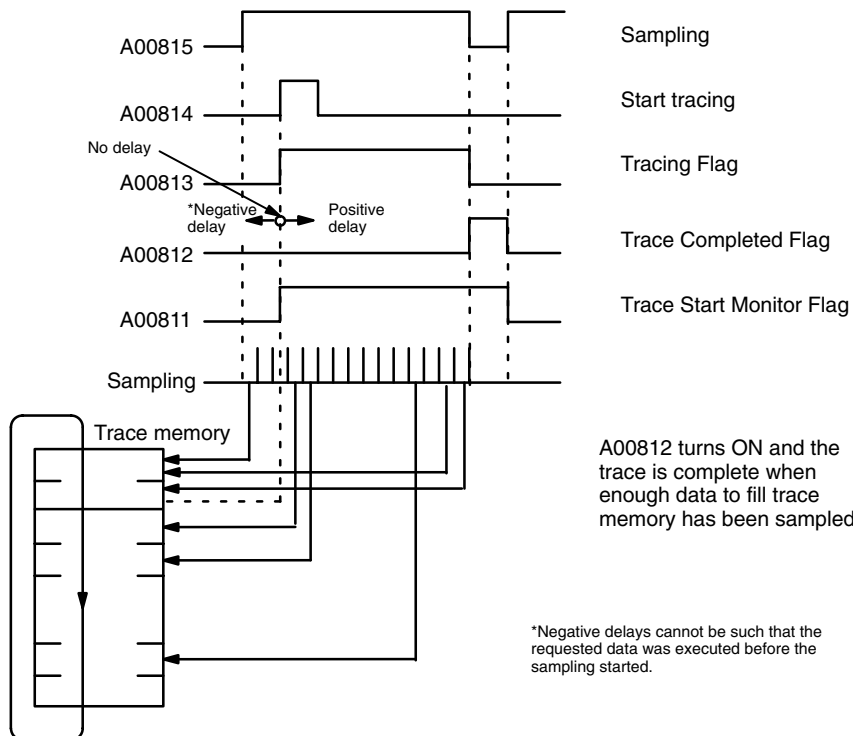 A00815
Sampling
A00814
Start tracing
No delay
A00813
Tracing Flag
*Negative
delay
Positive
delay
A00812
Trace Completed Flag
A00811
Trace Start Monitor Flag
Sampling
Trace memory
A00812 turns ON and the
trace is complete when
enough data to fill trace
memory has been sampled
*Negative delays cannot be such that the
requested data was executed before the
sampling started.